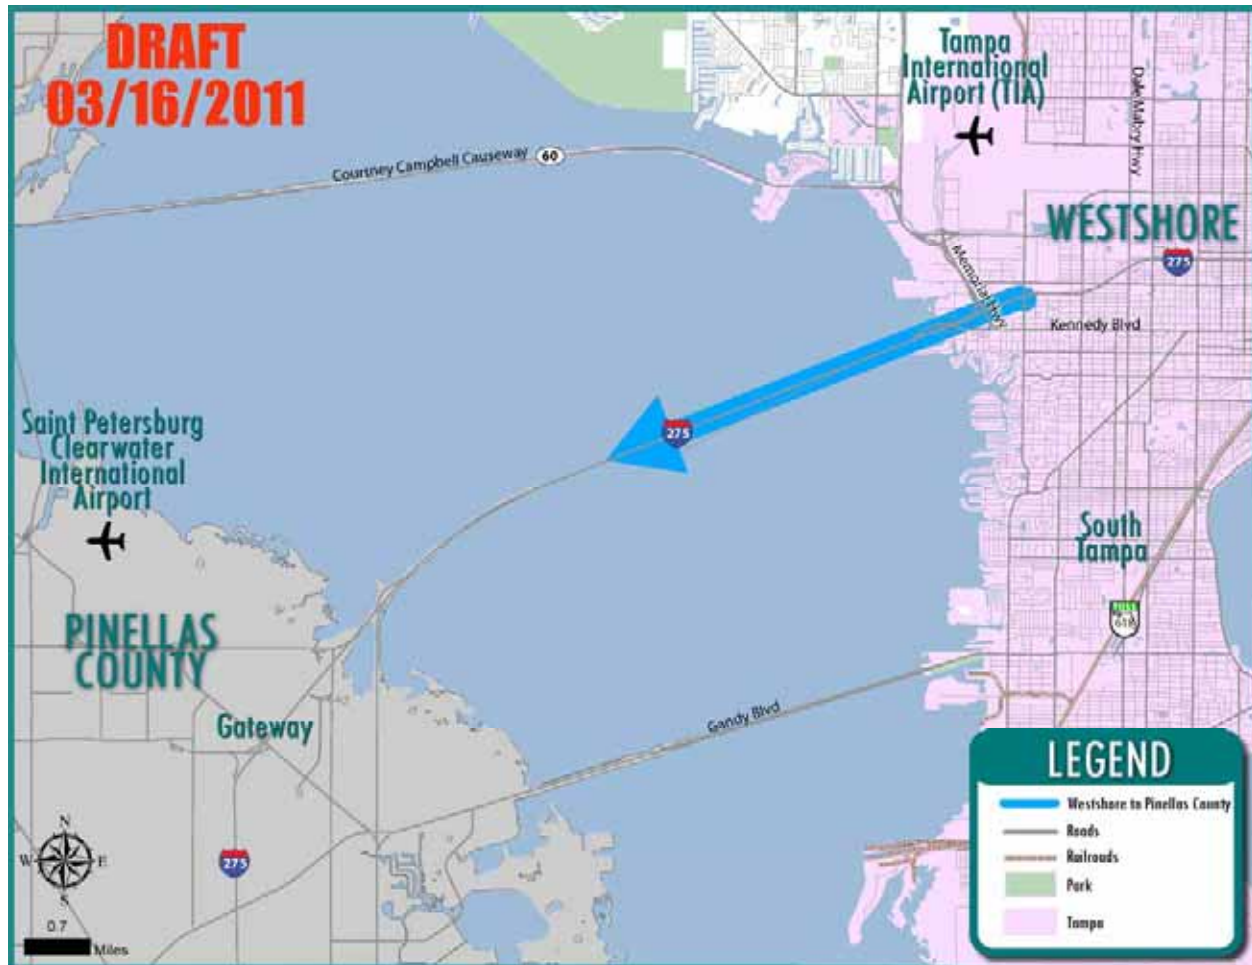 DRAFT
03/16/2011
Tampa
International
Airport (TIA)
Dale Mabry Hwy
Courtney Campbell Causeway
60
WESTSHORE
275
Memorial Hwy
Kennedy Blvd
275
Saint Petersburg
Clearwater
International
Airport
South
Tampa
TOLL
618
PINELLAS
COUNTY
Gateway
Gandy Blvd
275
N
W
E
S
0.7
Miles
LEGEND
Westshore to Pinellas County
Roads
Railroads
Park
Tampa